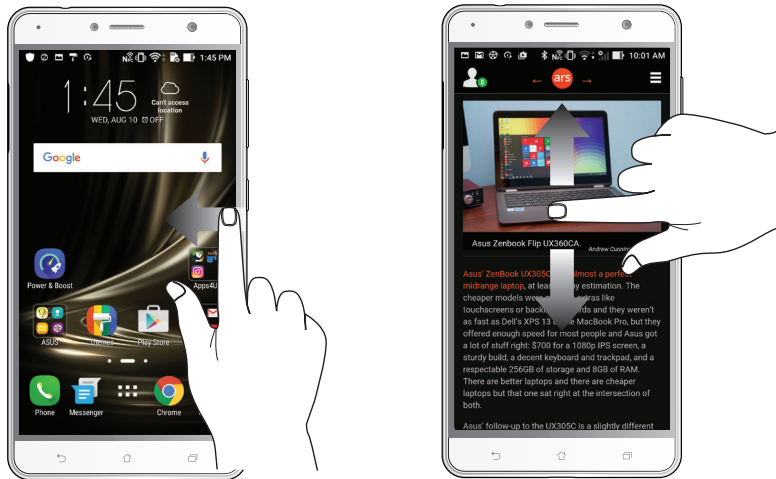 1:45 PM
1:45
WED, AUG 10 OFF
Can't access
location
Google
Power & Boost
Apps4U
ASUS
Themes
Play Store
Phone
Messenger
Chrome
10:01 AM
0
ars
Asus Zenbook Flip UX360CA.
Andrew
Asus' ZenBook UX305C almost a perfect
midrange laptop, at least estimation. The
cheaper models were
touchscreens or and they weren't
as fast as Dell's XPS 13 MacBook Pro, but they
offered enough speed for most people and Asus got
a lot of stuff right: $700 for a 1080p IPS screen, a
sturdy build, a decent keyboard and trackpad, and a
respectable 256GB of storage and 8GB of RAM.
There are better laptops and there are cheaper
laptops but that one sat right at the intersection of
both.
Asus' follow-up to the UX305C is a slightly different